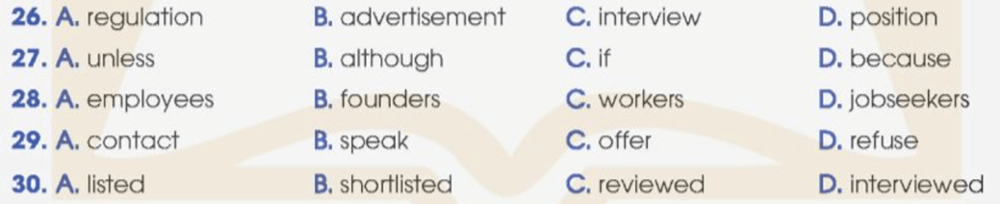 26. A. regulation B. advertisement C. interview D. position
27. A. unless B. although C. if D. because
28. A. employees B. founders C. workers D. jobseekers
29. A. contact B. speak C. offer D. refuse
30. A. listed B. shortlisted C. reviewed D. interviewed